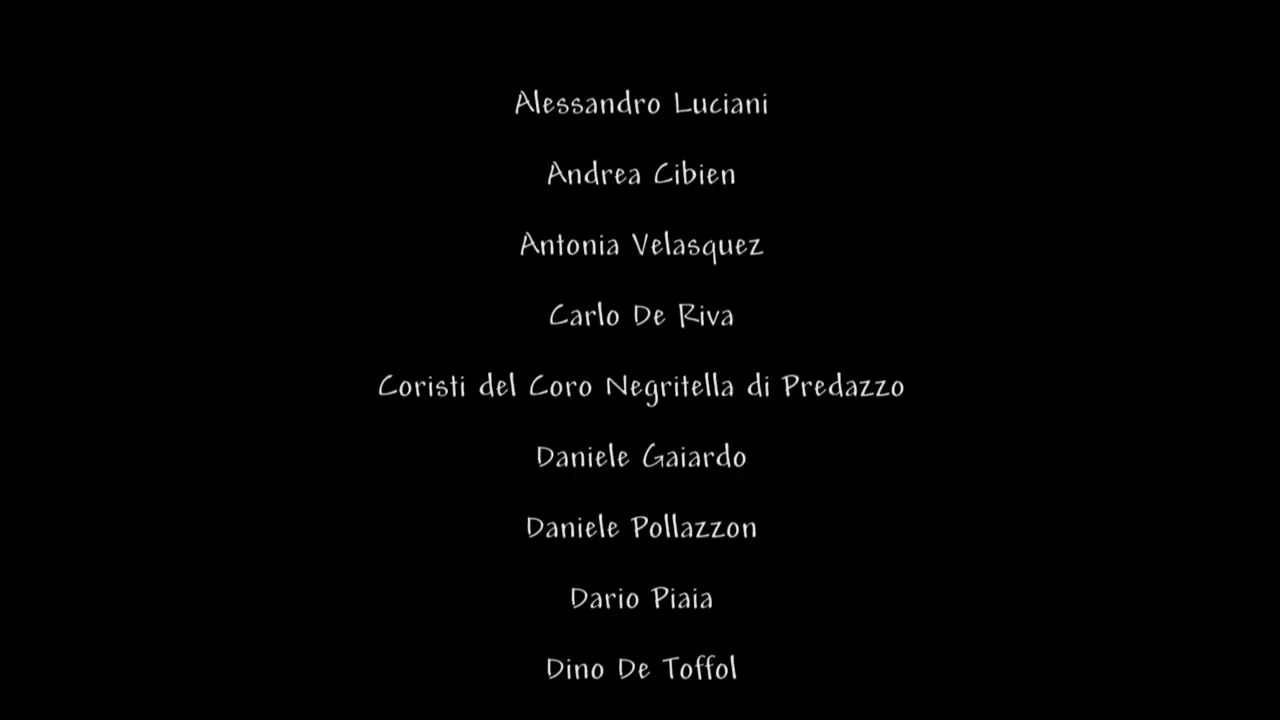 Alessandro Luciani
Andrea Cibien
Antonia Velasquez
Carlo De Riva
Coristi del Coro Negritella di Predazzo
Daniele Gaiardo
Daniele Pollazzon
Dario Piaia
Dino De Toffol